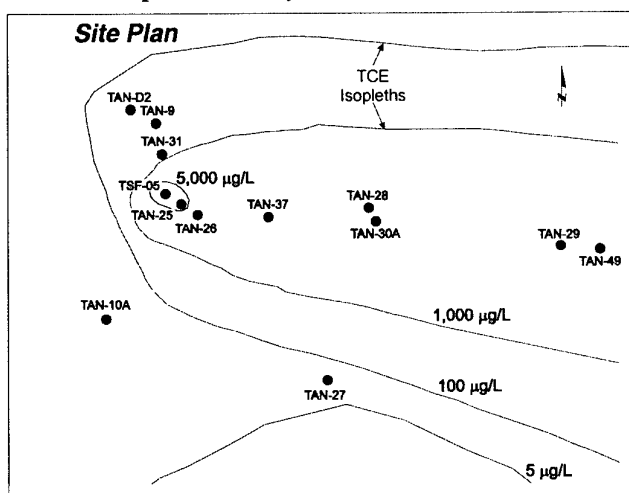 Site Plan
TCE
Isopleths
N
TAN-D2
TAN-9
TAN-31
TSF-05
5,000 µg/L
TAN-25
TAN-26
TAN-37
TAN-28
TAN-30A
TAN-29
TAN-49
TAN-10A
1,000 µg/L
TAN-27
100 µg/L
5 µg/L